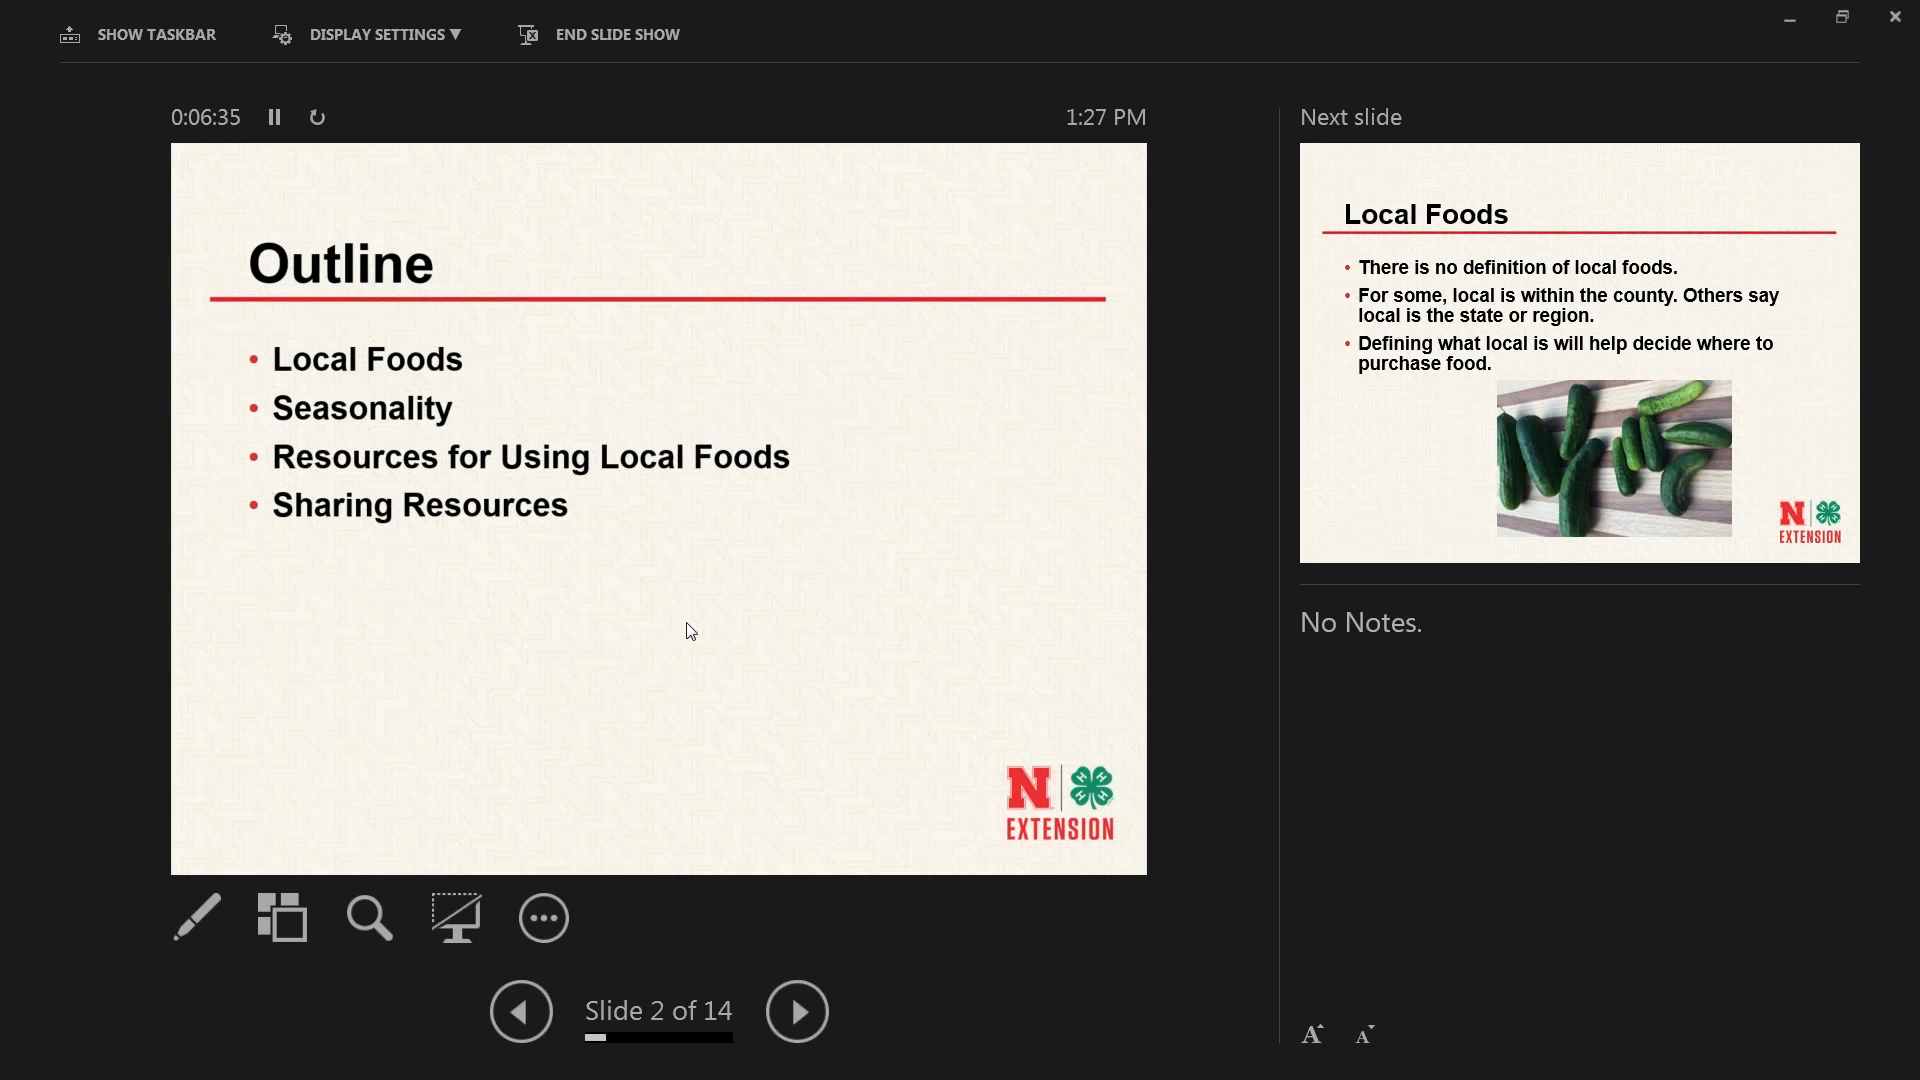 SHOW TASKBAR
DISPLAY SETTINGS ▼
END SLIDE SHOW
0:06:35
1:27 PM
Outline
• Local Foods
• Seasonality
• Resources for Using Local Foods
• Sharing Resources
N
H H H H
EXTENSION
Slide 2 of 14
Next slide
Local Foods
• There is no definition of local foods.
• For some, local is within the county. Others say
local is the state or region.
• Defining what local is will help decide where to
purchase food.
N
EXTENSION
No Notes.
A A